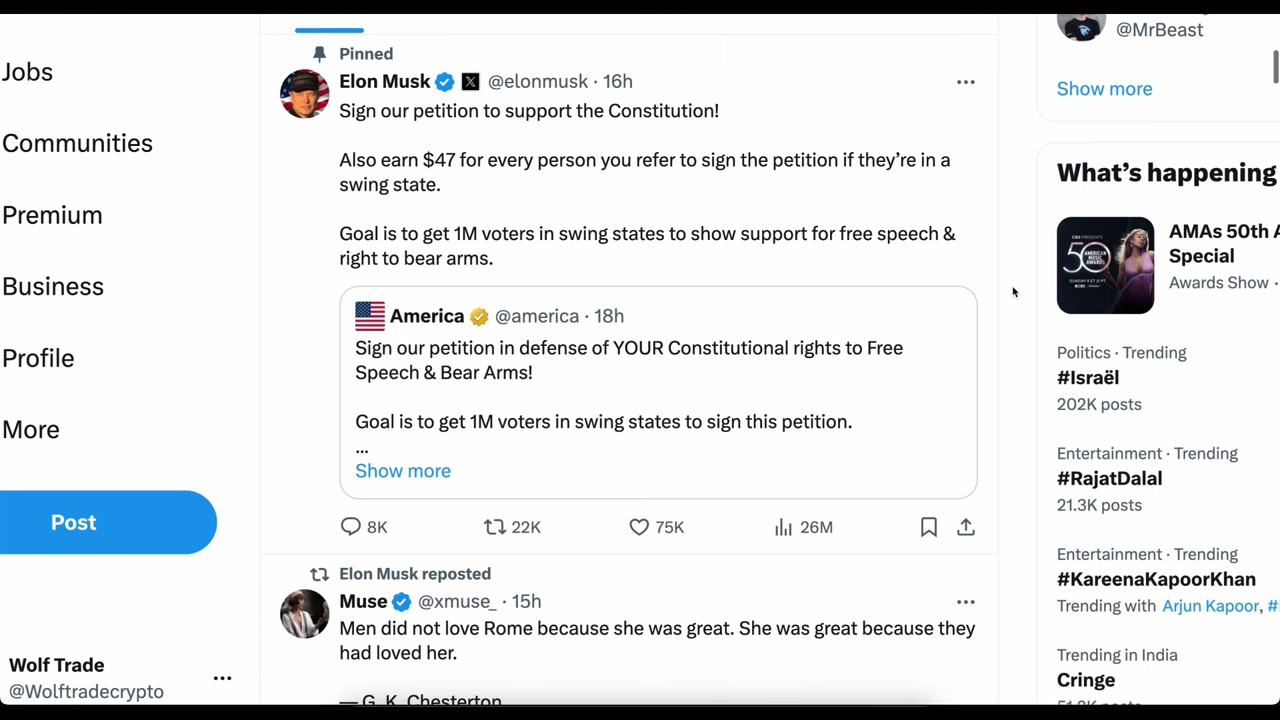 Jobs
Communities
Premium
Business
Profile
More
Post
Wolf Trade
@Wolftradecrypto
Pinned
Elon Musk @elonmusk · 16h
Sign our petition to support the Constitution!
Also earn $47 for every person you refer to sign the petition if they’re in a
swing state.
Goal is to get 1M voters in swing states to show support for free speech &
right to bear arms.
America @america · 18h
Sign our petition in defense of YOUR Constitutional rights to Free
Speech & Bear Arms!
Goal is to get 1M voters in swing states to sign this petition.
...
Show more
8K 22K 75K 26M
Elon Musk reposted
Muse @xmuse_ · 15h
Men did not love Rome because she was great. She was great because they
had loved her.
— G. K. Chesterton
@MrBeast
Show more
What’s happening
AMAs 50th
Special
Awards Show ·
Politics · Trending
#Israël
202K posts
Entertainment · Trending
#RajatDalal
21.3K posts
Entertainment · Trending
#KareenaKapoorKhan
Trending with Arjun Kapoor,
Trending in India
Cringe